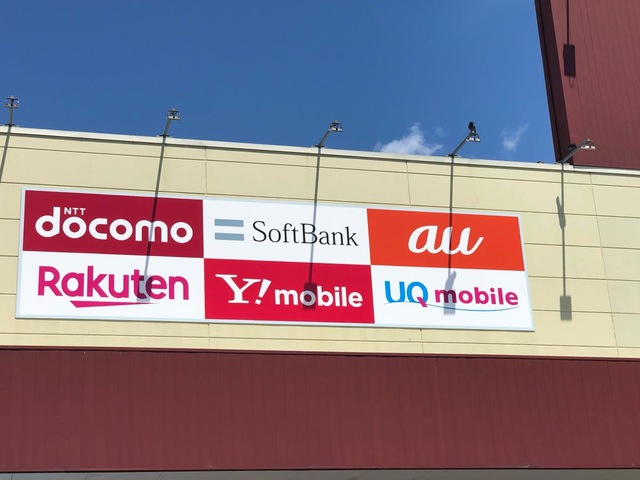 NTT
docomo
SoftBank
au
Rakuten
Y!mobile
UQ mobile